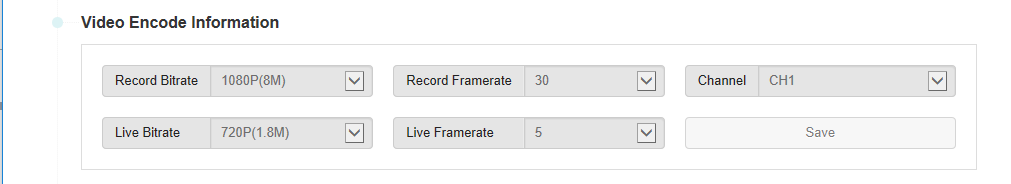 Video Encode Information
Record Bitrate 1080P(8M) Record Framerate 30 Channel CH1
Live Bitrate 720P(1.8M) Live Framerate 5 Save